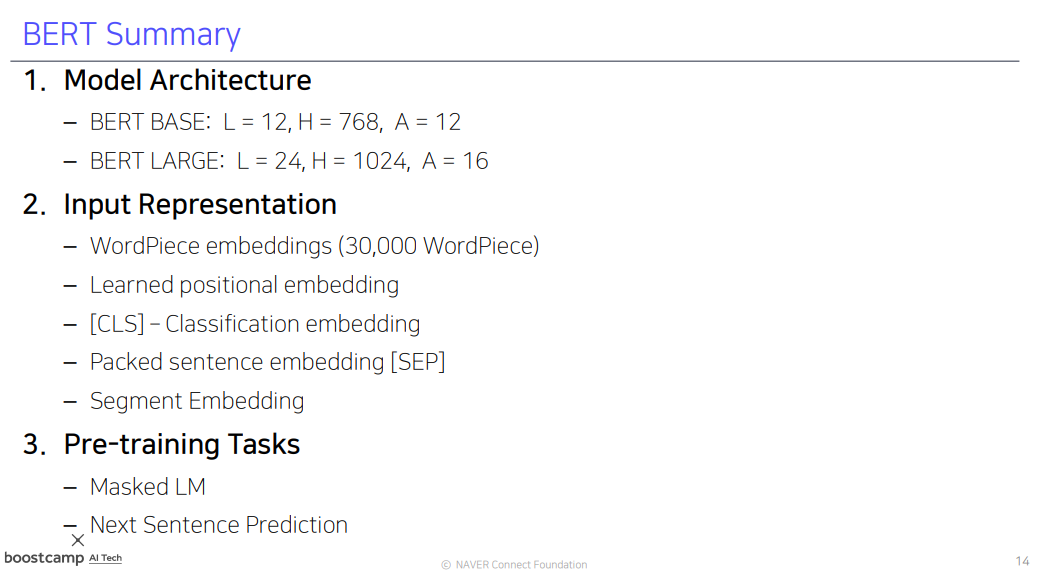 BERT Summary
1. Model Architecture
– BERT BASE: L = 12, H = 768, A = 12
– BERT LARGE: L = 24, H = 1024, A = 16
2. Input Representation
– WordPiece embeddings (30,000 WordPiece)
– Learned positional embedding
– [CLS] – Classification embedding
– Packed sentence embedding [SEP]
– Segment Embedding
3. Pre-training Tasks
– Masked LM
– Next Sentence Prediction
boostcamp AI Tech
© NAVER Connect Foundation
14